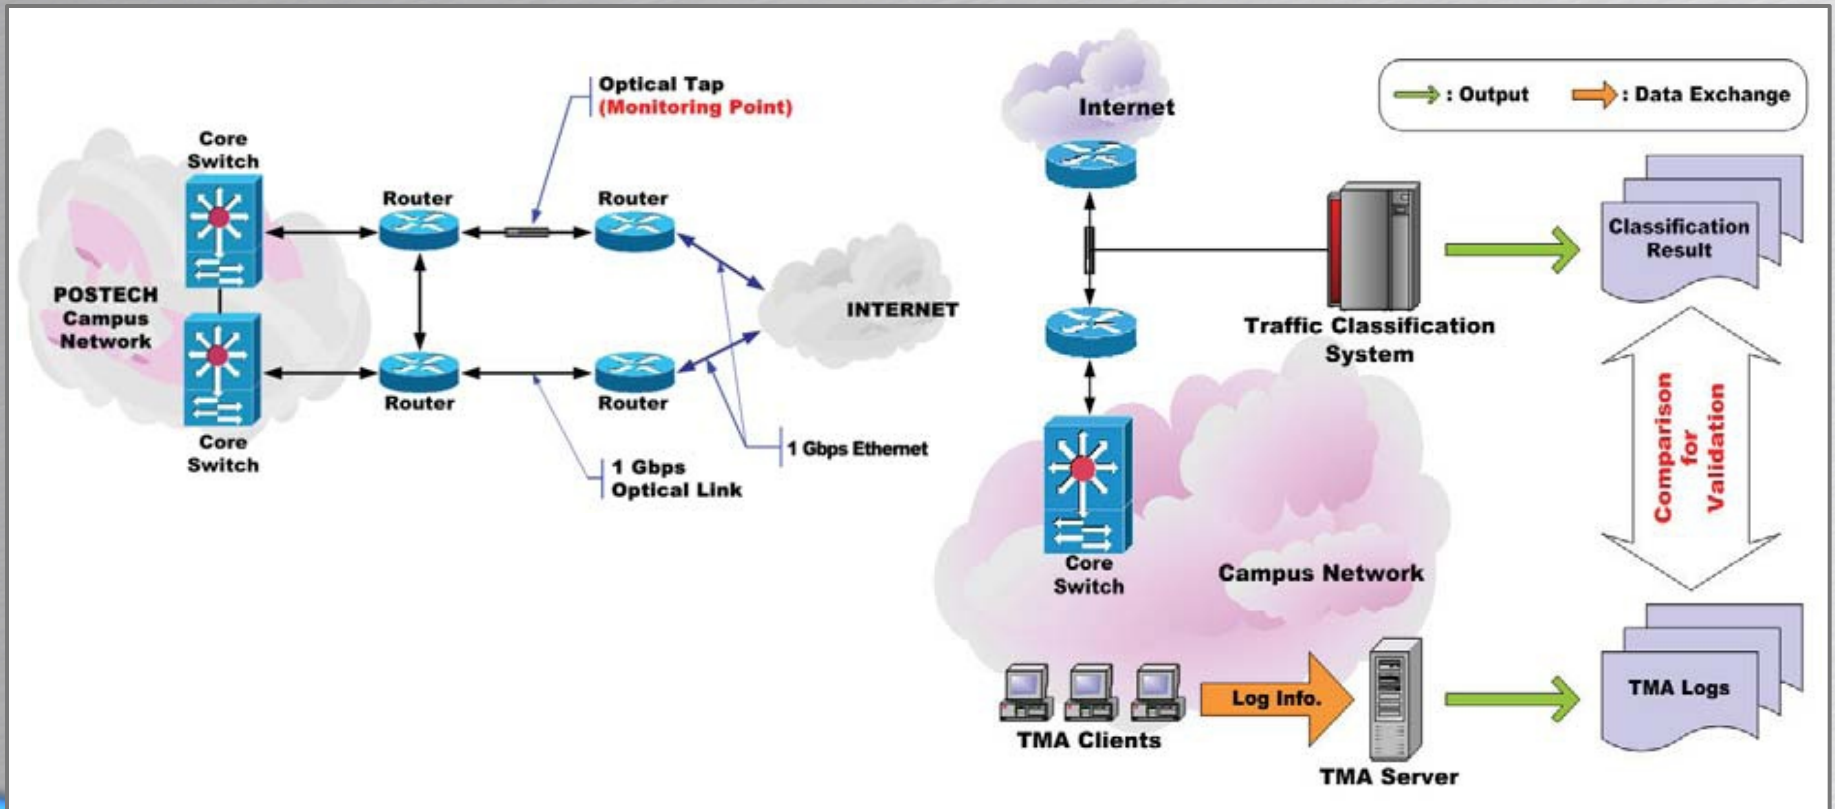 Optical Tap
(Monitoring Point)
Core
Switch
Router
Router
POSTECH
Campus
Network
INTERNET
Router
Router
Core
Switch
1 Gbps
Optical Link
1 Gbps Ethernet
Internet
: Output
: Data Exchange
Classification
Result
Traffic Classification
System
Comparison
for
Validation
Core
Switch
Campus Network
Log Info.
TMA Clients
TMA Server
TMA Logs